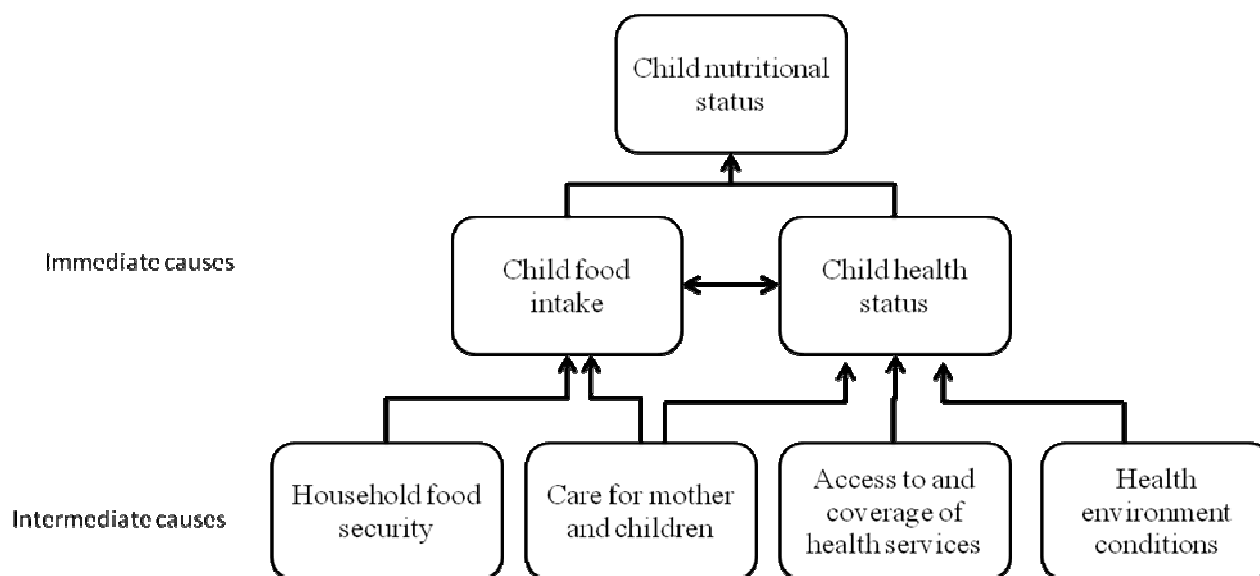 Child nutritional
status
Immediate causes
Child food
intake
Child health
status
Intermediate causes
Household food
security
Care for mother
and children
Access to and
coverage of
health services
Health
environment
conditions